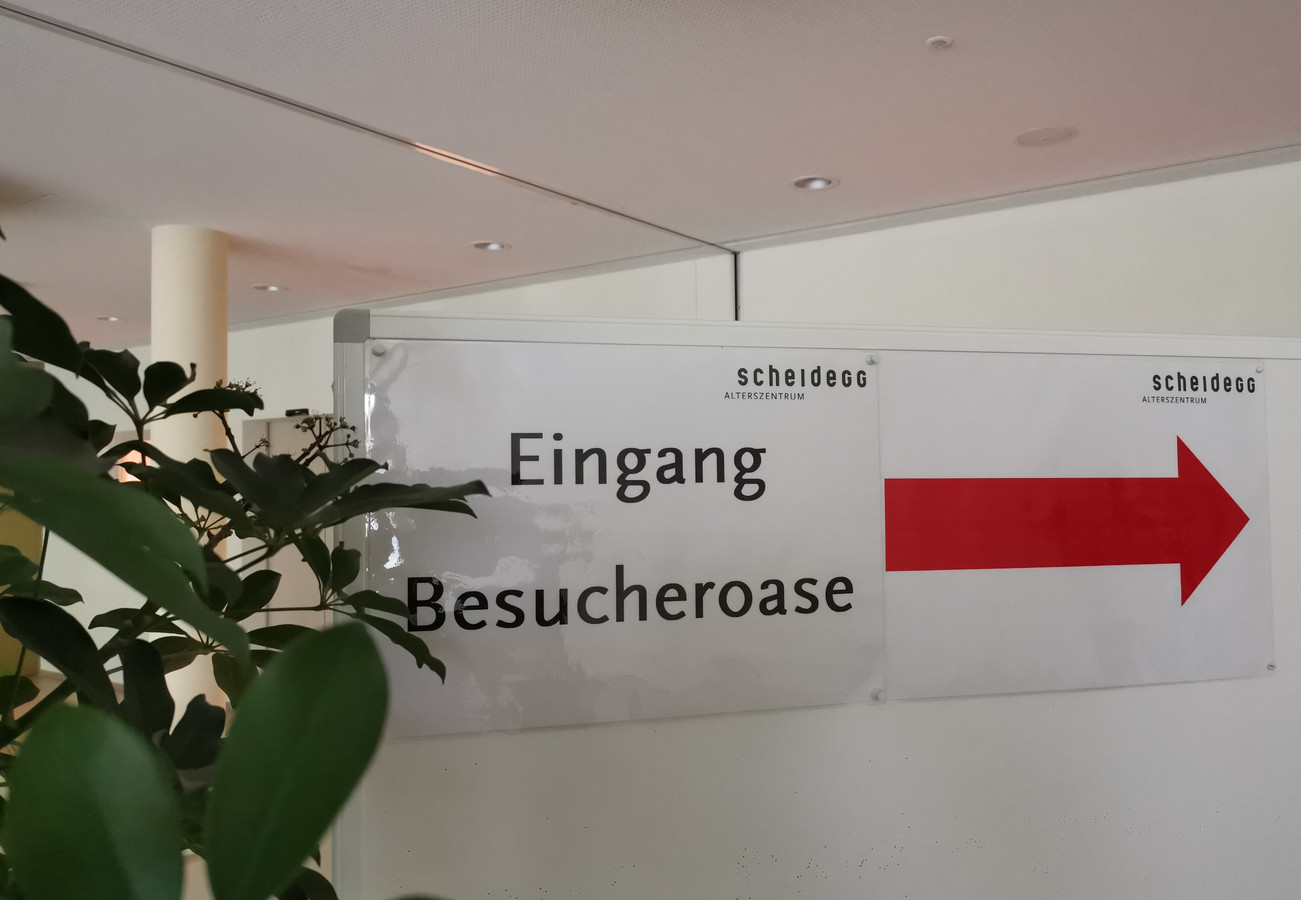 scheidegg
ALTERSZENTRUM
Eingang
Besucheroase
scheidegg
ALTERSZENTRUM